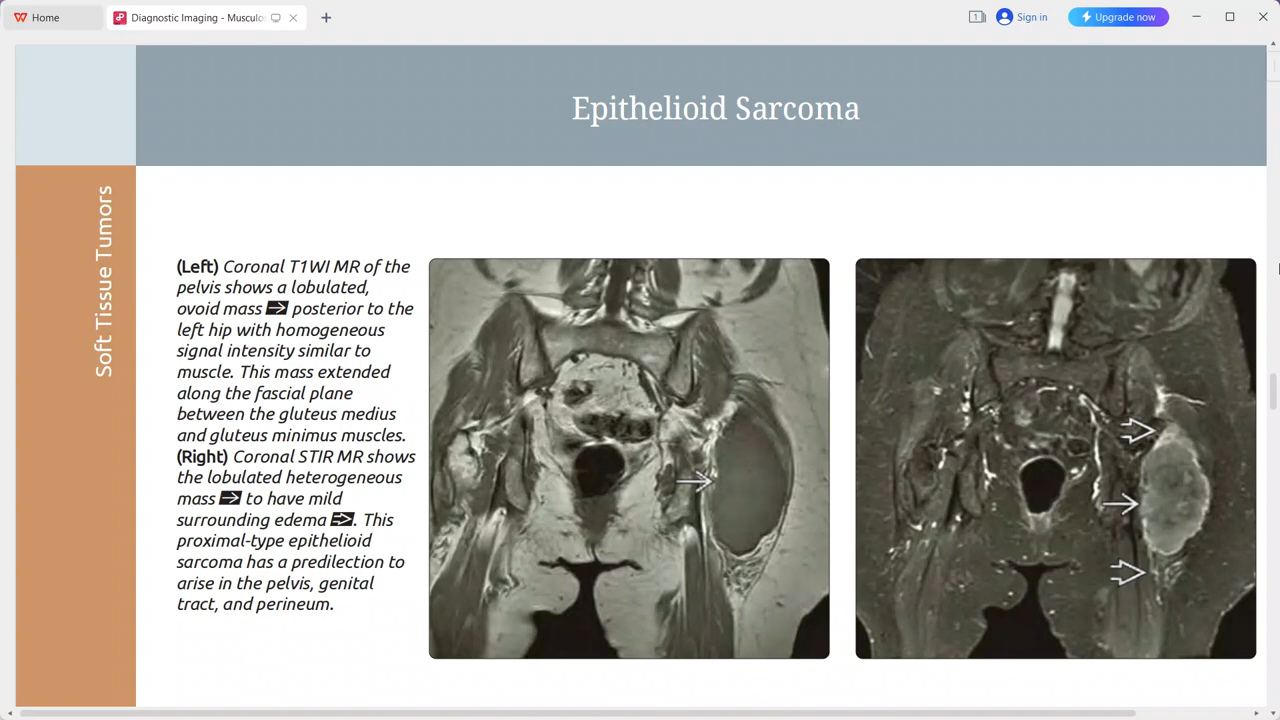 Home
Diagnostic Imaging - Musculo
1
Sign in
Upgrade now
Epithelioid Sarcoma
Soft Tissue Tumors
(Left) Coronal T1WI MR of the
pelvis shows a lobulated,
ovoid mass posterior to the
left hip with homogeneous
signal intensity similar to
muscle. This mass extended
along the fascial plane
between the gluteus medius
and gluteus minimus muscles.
(Right) Coronal STIR MR shows
the lobulated heterogeneous
mass to have mild
surrounding edema . This
proximal-type epithelioid
sarcoma has a predilection to
arise in the pelvis, genital
tract, and perineum.